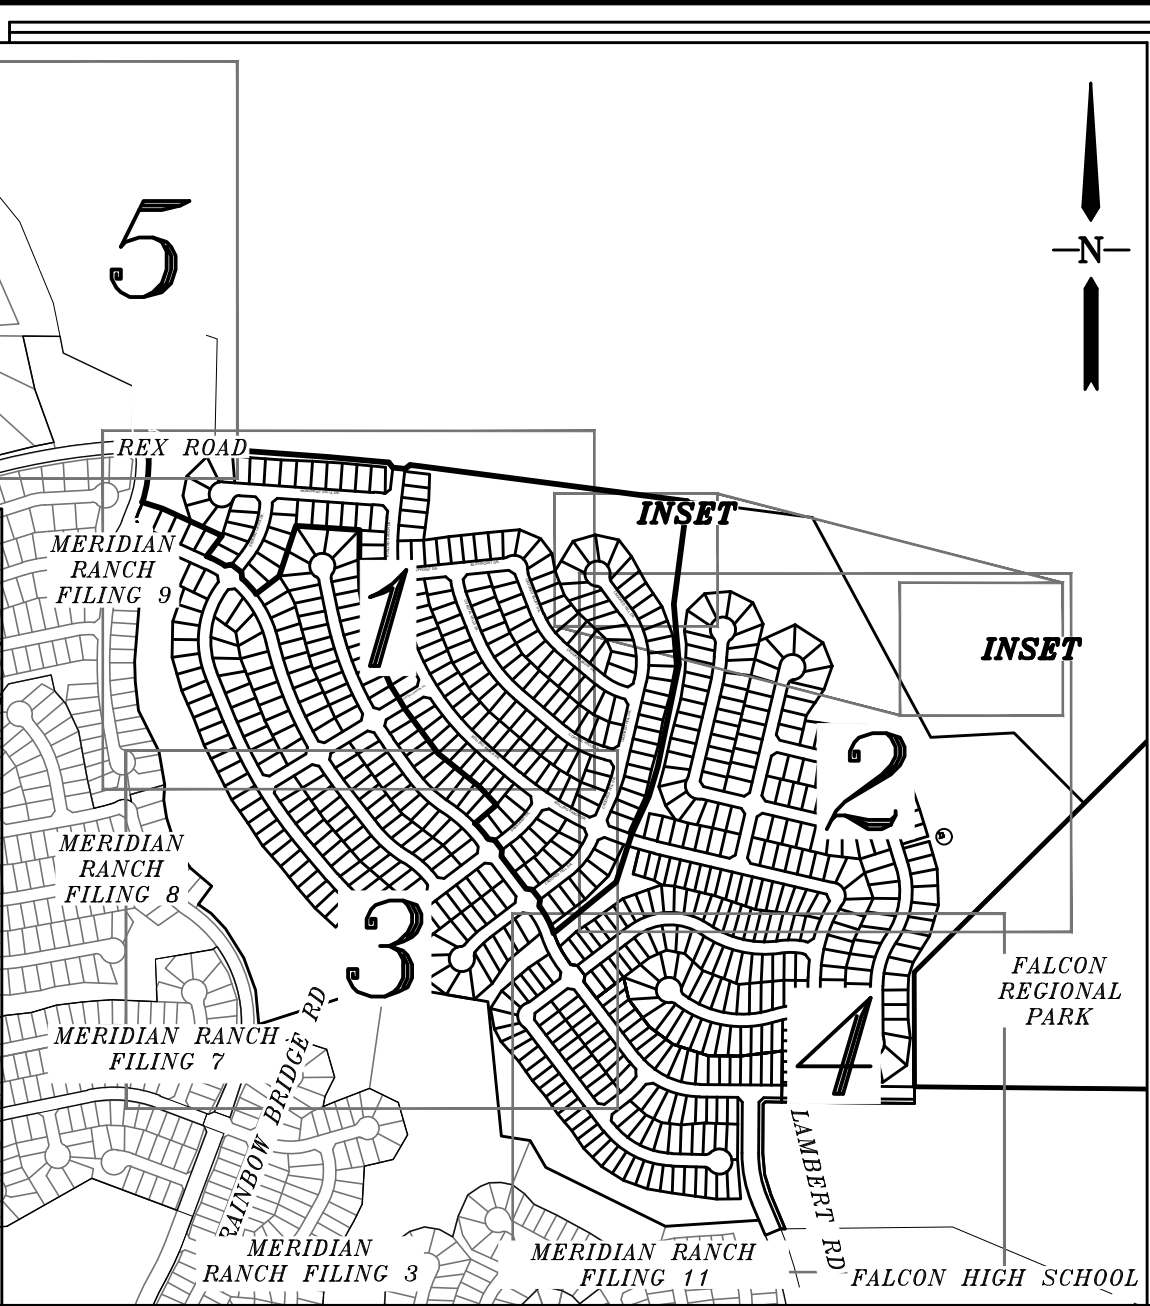 5
N
REX ROAD
INSET
MERIDIAN
RANCH
FILING 9
1
INSET
2
MERIDIAN
RANCH
FILING 8
3
FALCON
REGIONAL
PARK
MERIDIAN RANCH
FILING 7
RAINBOW BRIDGE RD
4
LAMBERT RD
MERIDIAN
RANCH FILING 3
MERIDIAN RANCH
FILING 11
FALCON HIGH SCHOOL